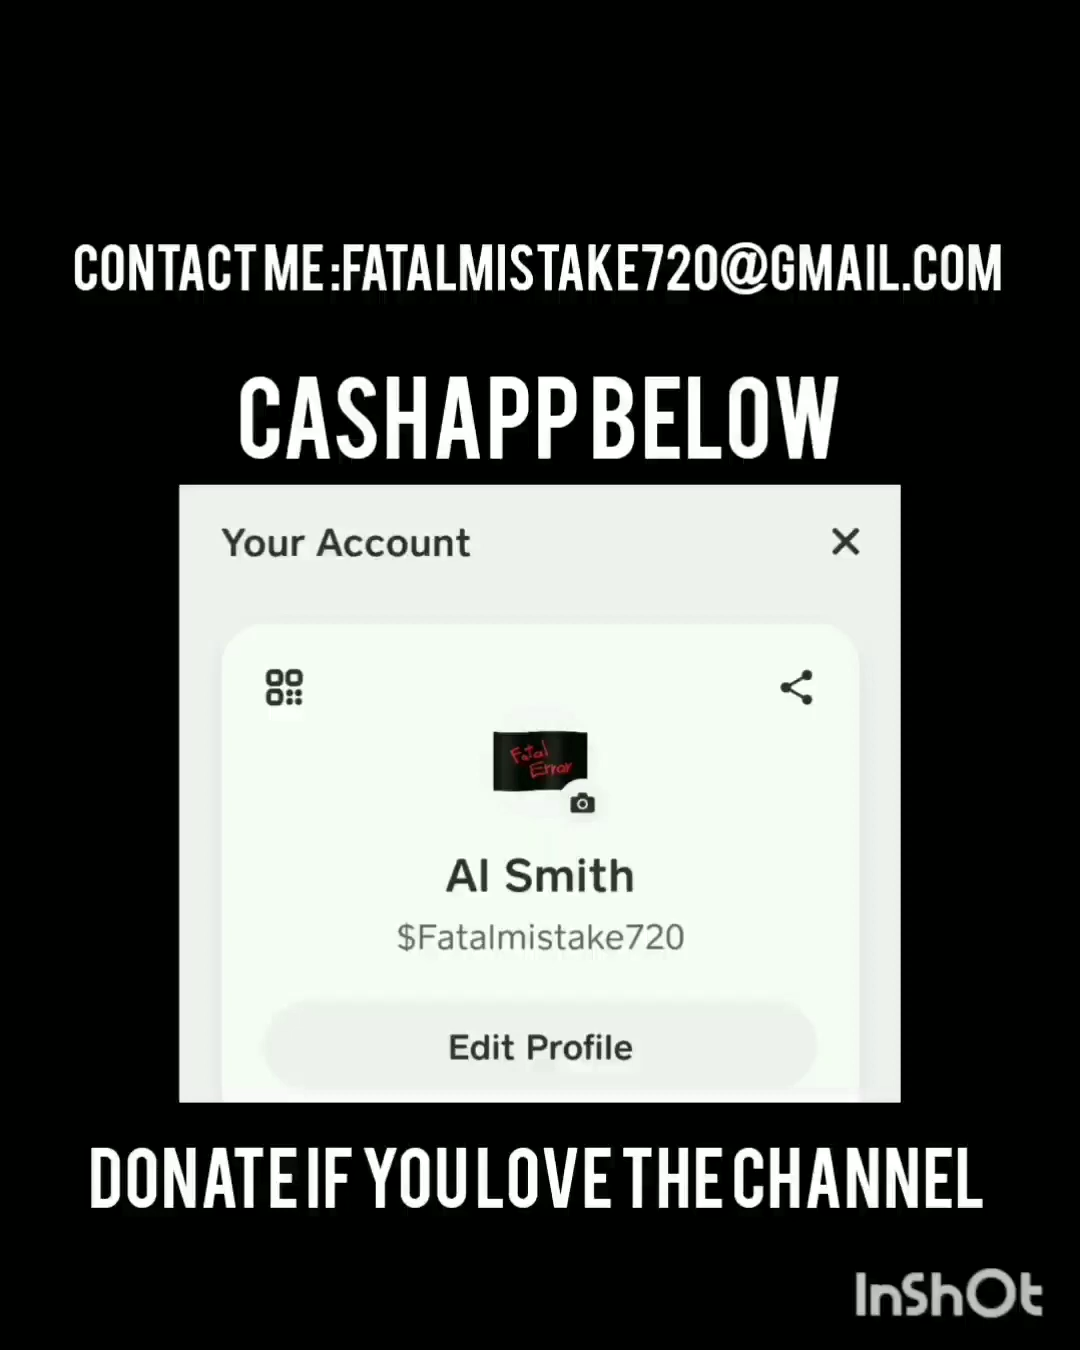 CONTACT ME :FATALMISTAKE720@GMAIL.COM
CASHAPP BELOW
Your Account
Fatal
Error
Al Smith
$Fatalmistake720
Edit Profile
DONATE IF YOU LOVE THE CHANNEL
InShOt